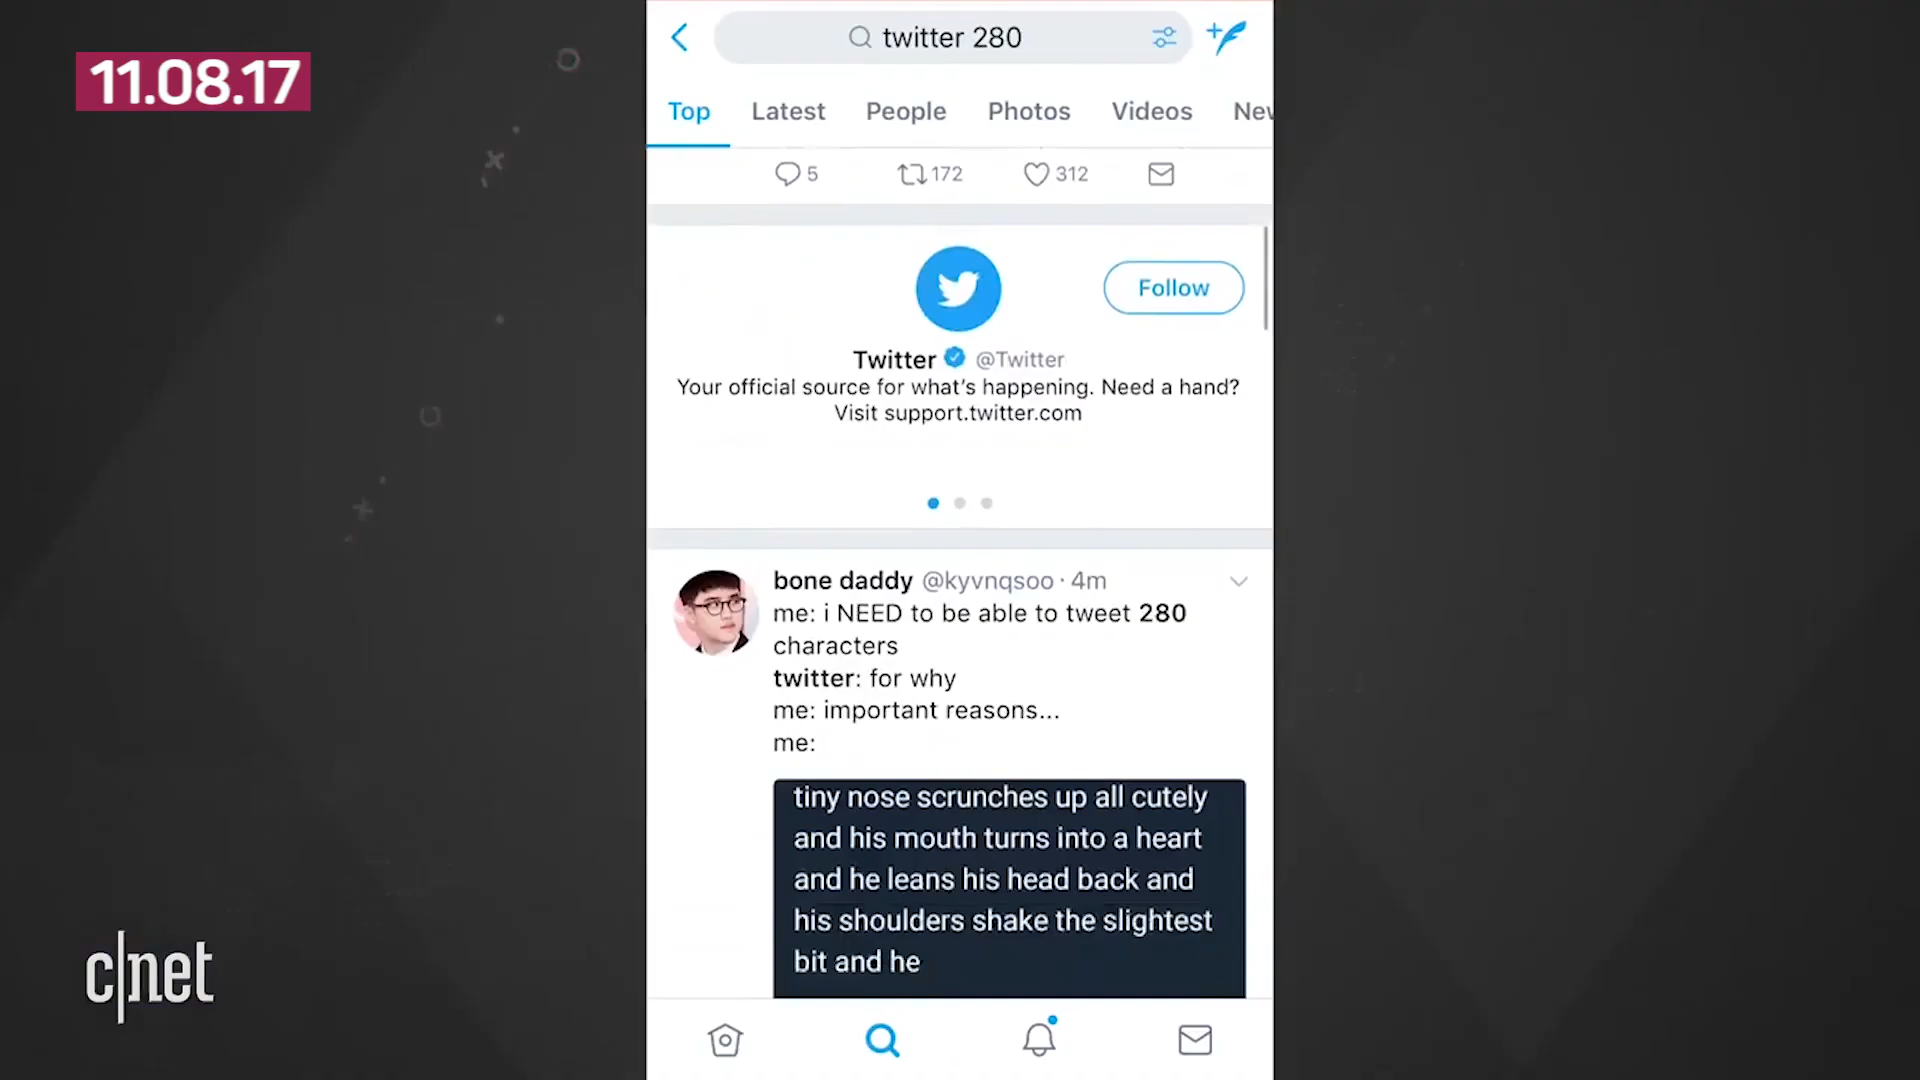 11.08.17
twitter 280
Top Latest People Photos Videos New
5 172 312
Follow
Twitter @Twitter
Your official source for what's happening. Need a hand?
Visit support.twitter.com
bone daddy @kyvnqsoo · 4m
me: i NEED to be able to tweet 280
characters
twitter: for why
me: important reasons...
me:
tiny nose scrunches up all cutely
and his mouth turns into a heart
and he leans his head back and
his shoulders shake the slightest
bit and he
c|net